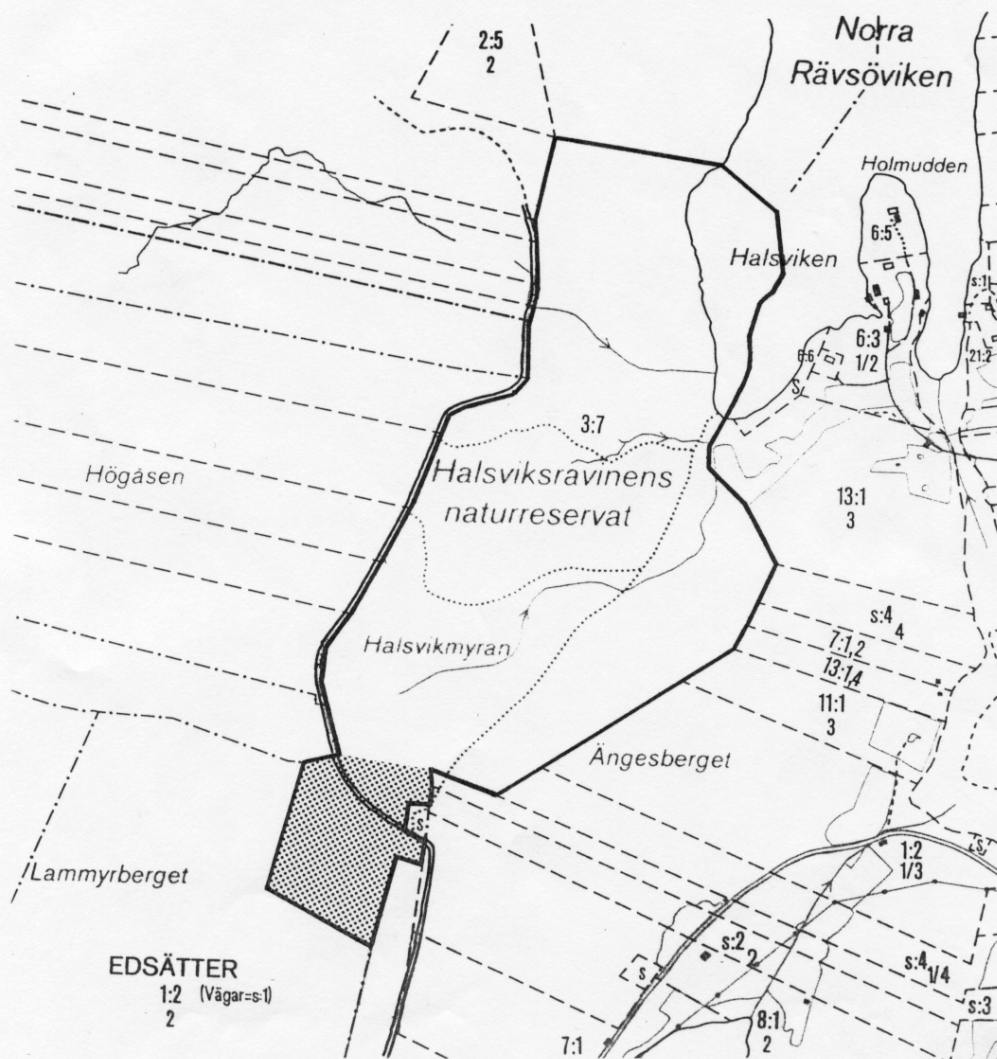 2:5
2
Norra
Rävsöviken
Holmudden
6:5
Halsviken
s:1
6:3
1/2
6:6
21:2
S
3:7
Högåsen
Halsviksravinens
naturreservat
13:1
3
s:4
4
7:1,2
13:1,4
11:1
3
Halsvikmyran
Ängesberget
S
S
1:2
1/3
Lammyrberget
EDSÄTTER
1:2 (Vägar=s:1)
2
s:2
2
s:4
1/4
S
s:3
8:1
2
7:1